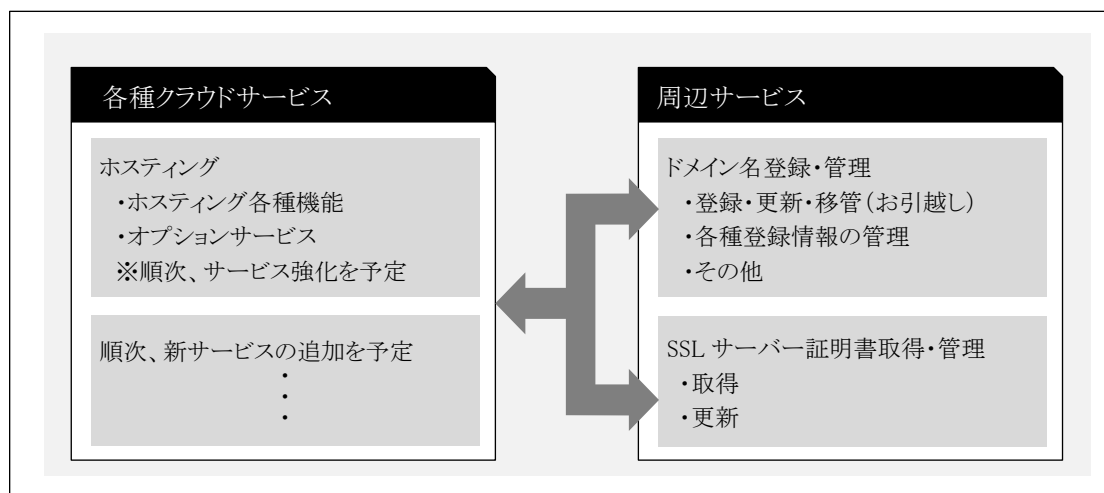 各種クラウドサービス
ホスティング
・ホスティング各種機能
・オプションサービス
※順次、サービス強化を予定
順次、新サービスの追加を予定
・
・
・
周辺サービス
ドメイン名登録・管理
・登録・更新・移管(お引越し)
・各種登録情報の管理
・その他
SSL サーバー証明書取得・管理
・取得
・更新